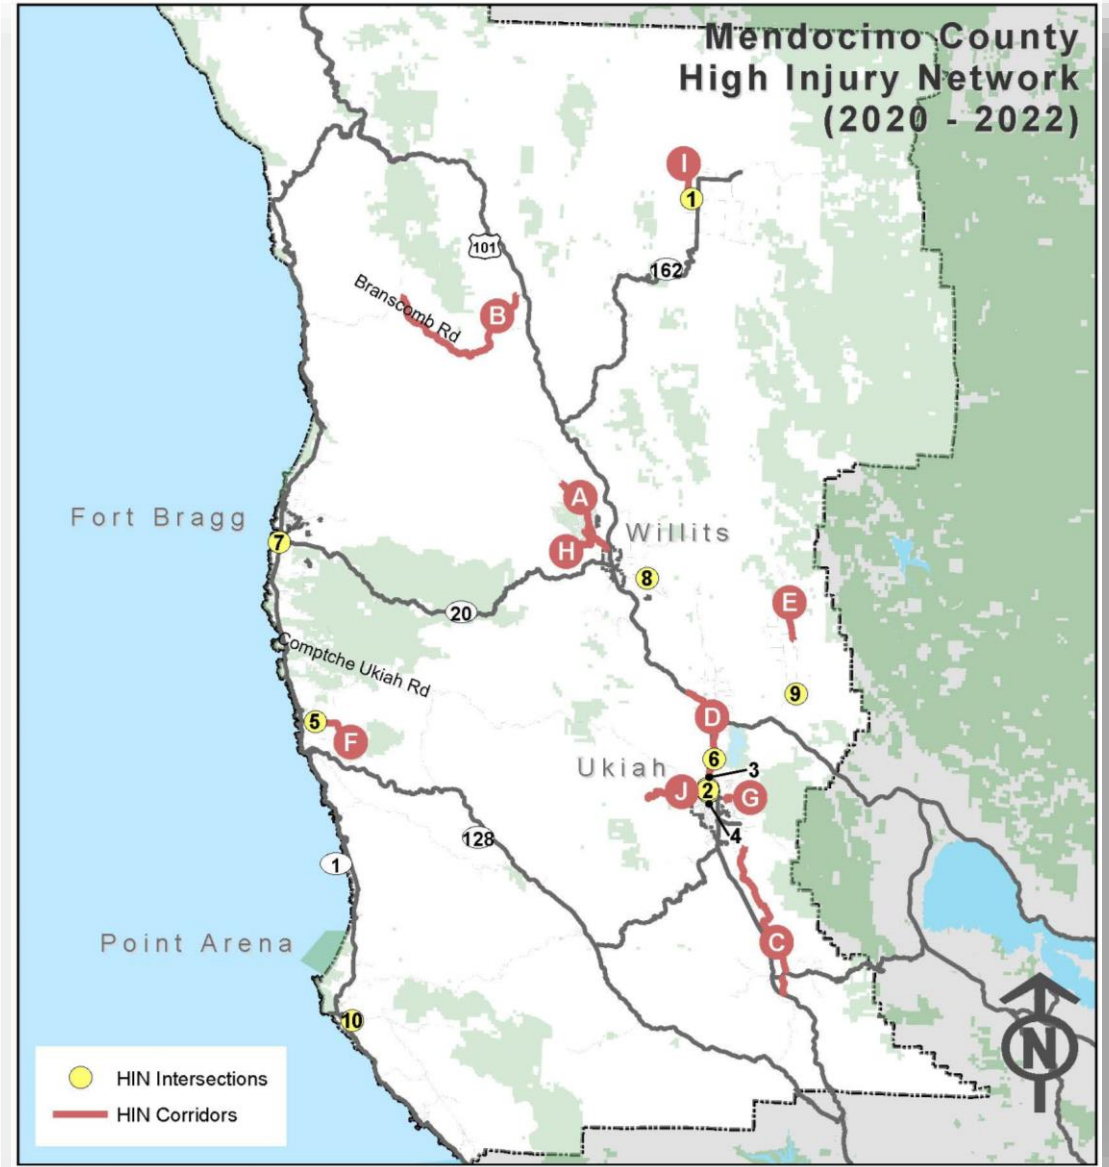 Mendocino County
High Injury Network
(2020 - 2022)
I
1
101
162
Branscomb Rd
B
A
Fort Bragg
Willits
7
H
8
E
20
Comptche Ukiah Rd
9
D
5
F
6
Ukiah
3
J
2
G
4
128
1
C
Point Arena
10
N
HIN Intersections
HIN Corridors